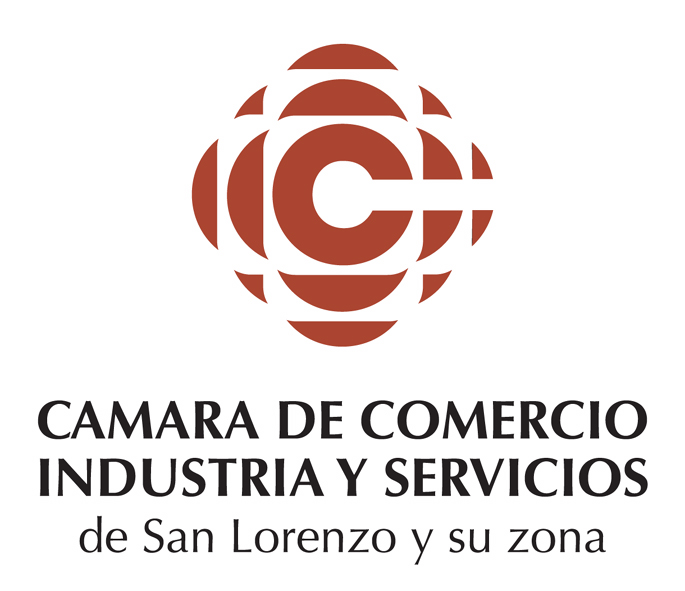 CAMARA DE COMERCIO
INDUSTRIA Y SERVICIOS
de San Lorenzo y su zona